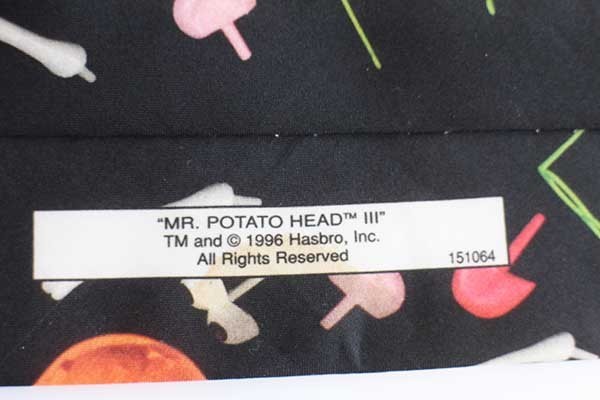 "MR. POTATO HEAD™ III"
TM and © 1996 Hasbro, Inc.
All Rights Reserved
151064